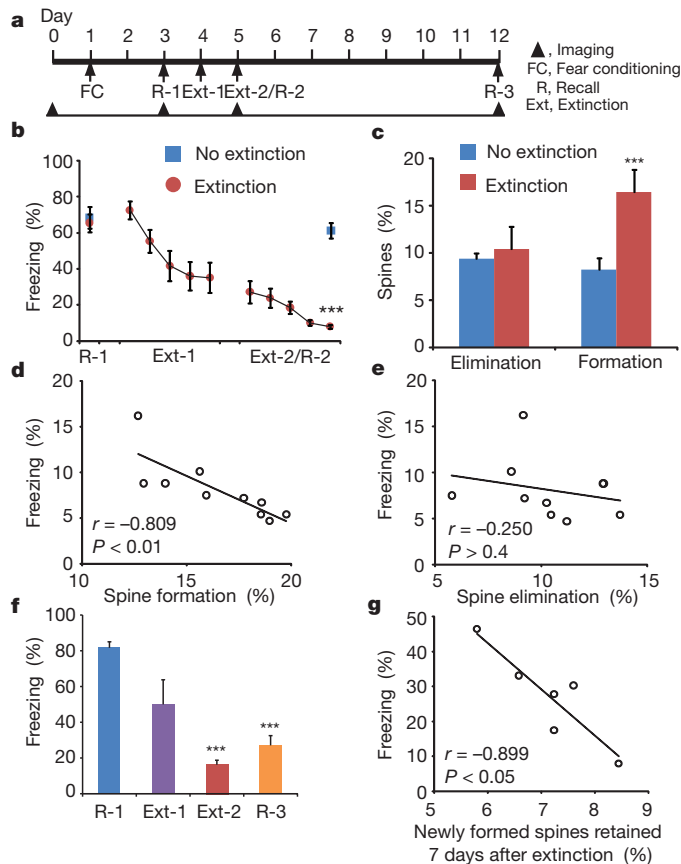 a Day
0 1 2 3 4 5 6 7 8 9 10 11 12
FC R-1 Ext-1 Ext-2/R-2 R-3
▲, Imaging
FC, Fear conditioning
R, Recall
Ext, Extinction
b
No extinction
Extinction
Freezing (%)
100
80
60
40
20
0
***
R-1 Ext-1 Ext-2/R-2
c
No extinction
Extinction
***
Spines (%)
20
15
10
5
0
Elimination Formation
d
Freezing (%)
20
15
10
5
0
r = –0.809
P < 0.01
10 15 20
Spine formation (%)
e
Freezing (%)
20
15
10
5
0
r = –0.250
P > 0.4
5 10 15
Spine elimination (%)
f
Freezing (%)
100
80
60
40
20
0
*** ***
R-1 Ext-1 Ext-2 R-3
g
Freezing (%)
50
40
30
20
10
0
r = –0.899
P < 0.05
5 6 7 8 9
Newly formed spines retained
7 days after extinction (%)